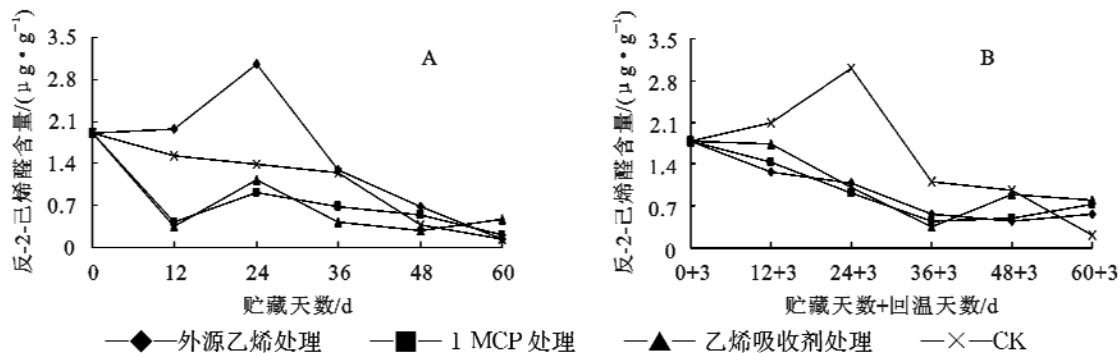 反-2-己烯醛含量/(μg·g⁻¹)
3.5
2.8
2.1
1.4
0.7
0
A
0 12 24 36 48 60
贮藏天数/d
反-2-己烯醛含量/(μg·g⁻¹)
3.5
2.8
2.1
1.4
0.7
0
B
0+3 12+3 24+3 36+3 48+3 60+3
贮藏天数+回温天数/d
外源乙烯处理 1 MCP 处理 乙烯吸收剂处理 CK